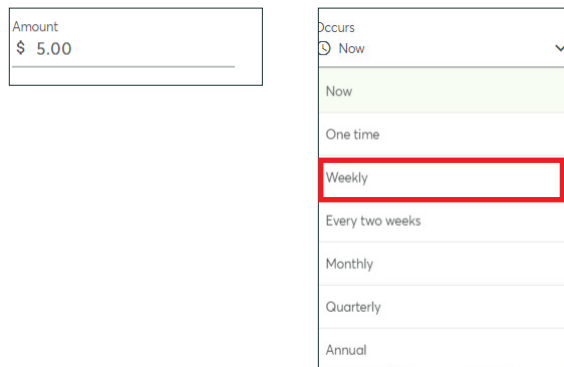 Amount
$ 5.00
Occurs
Now
Now
One time
Weekly
Every two weeks
Monthly
Quarterly
Annual